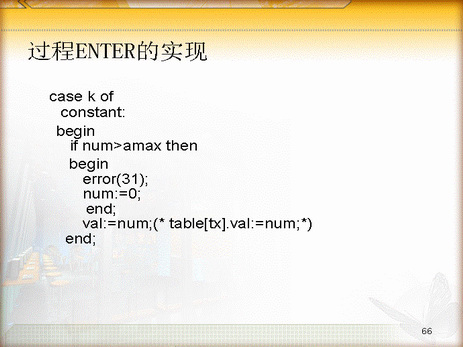 过程ENTER的实现
case k of
constant:
begin
if num>amax then
begin
error(31);
num:=0;
end;
val:=num;(* table[tx].val:=num;*)
end;
66